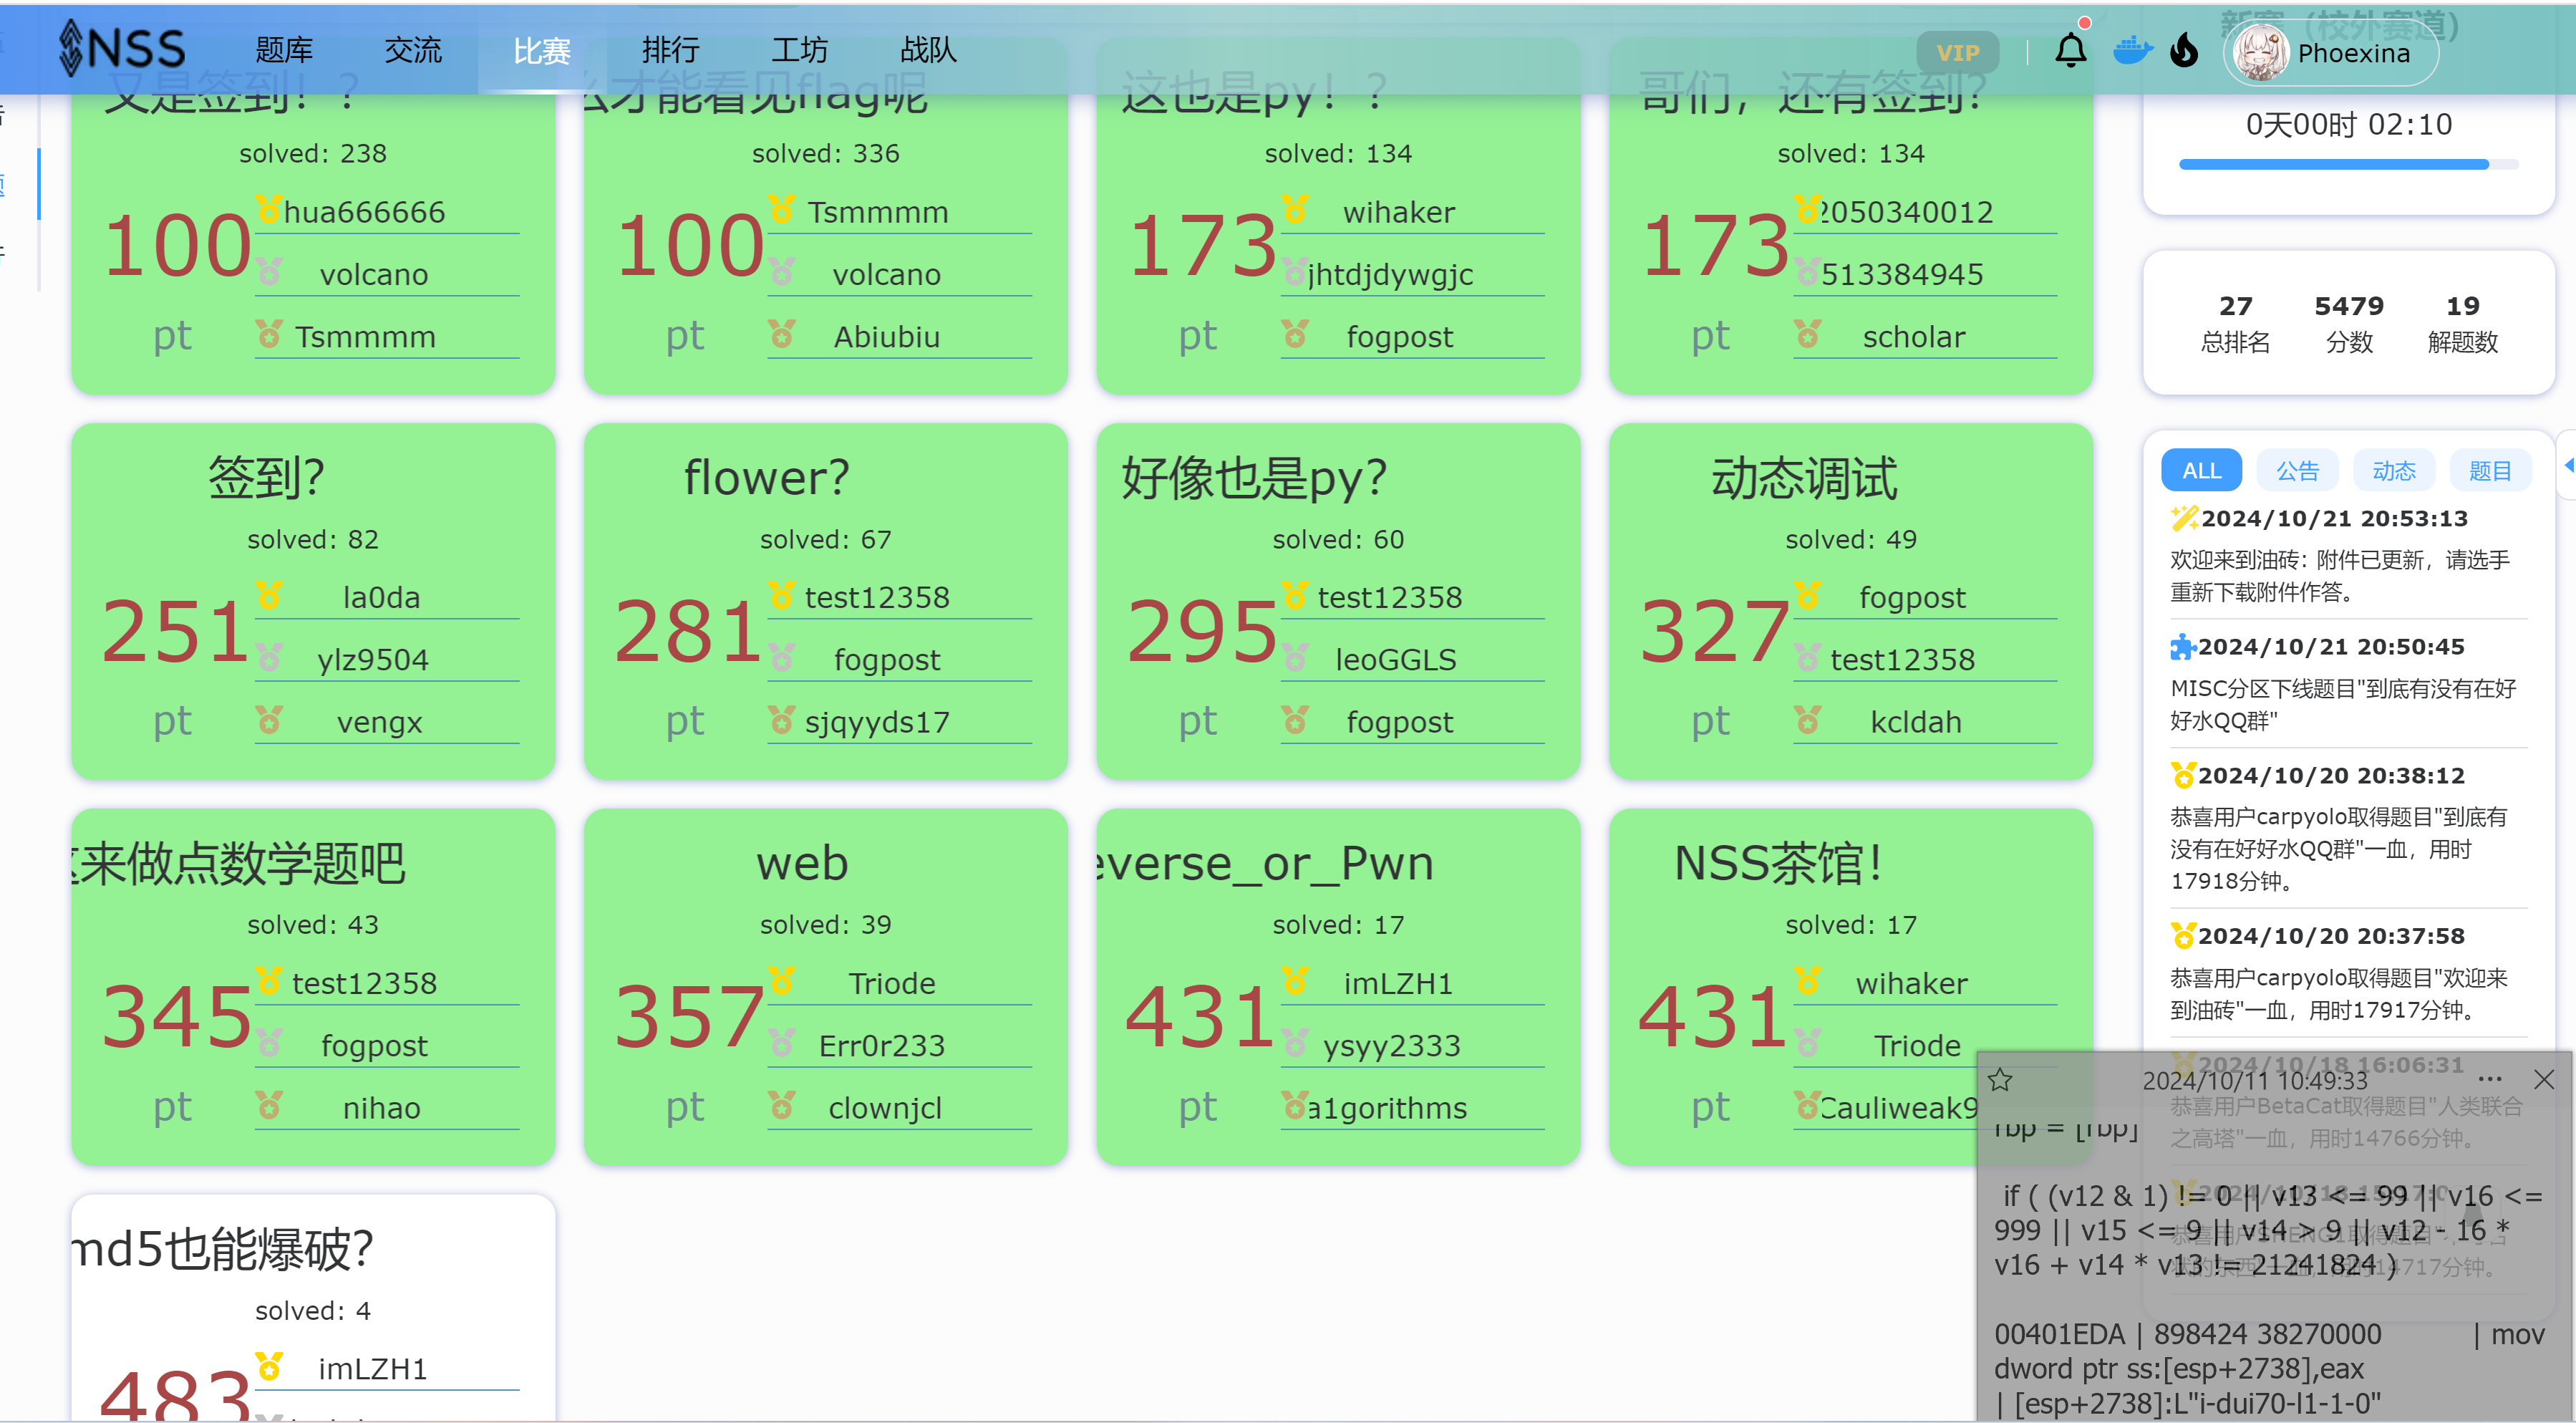 NSS
题库
交流
比赛
排行
工坊
战队
VIP
Phoexina
新赛（校外赛道）
又是签到！？
么才能看见flag呢
这也是py！？
哥们，还有签到？
0天00时 02:10
solved: 238
solved: 336
solved: 134
solved: 134
100
hua666666
volcano
pt
Tsmmmm
100
Tsmmmm
volcano
pt
Abiubiu
173
wihaker
jhtdjdywgjc
pt
fogpost
173
2050340012
513384945
pt
scholar
27
5479
19
总排名
分数
解题数
签到？
solved: 82
251
la0da
ylz9504
pt
vengx
flower？
solved: 67
281
test12358
fogpost
pt
sjqyyds17
好像也是py？
solved: 60
295
test12358
leoGGLS
pt
fogpost
动态调试
solved: 49
327
fogpost
test12358
pt
kcldah
ALL
公告
动态
题目
2024/10/21 20:53:13
欢迎来到油砖：附件已更新，请选手
重新下载附件作答。
2024/10/21 20:50:45
MISC分区下线题目"到底有没有在好
好水QQ群"
2024/10/20 20:38:12
恭喜用户carpyolo取得题目"到底有
没有在好好水QQ群"一血，用时
17918分钟。
2024/10/20 20:37:58
恭喜用户carpyolo取得题目"欢迎来
到油砖"一血，用时17917分钟。
2024/10/18 16:06:31
恭喜用户BetaCat取得题目"人类联合
之高塔"一血，用时14766分钟。
来做点数学题吧
solved: 43
345
test12358
fogpost
pt
nihao
web
solved: 39
357
Triode
Err0r233
pt
clownjcl
everse_or_Pwn
solved: 17
431
imLZH1
ysyy2333
pt
a1gorithms
NSS茶馆！
solved: 17
431
wihaker
Triode
pt
Cauliweak9
md5也能爆破？
solved: 4
483
imLZH1
2024/10/11 10:49:33
rbp = [rbp]
if ( (v12 & 1) != 0 || v13 <= 99 || v16 <=
999 || v15 <= 9 || v14 > 9 || v12 - 16 *
v16 + v14 * v13 != 21241824 )
00401EDA | 898424 38270000 | mov
dword ptr ss:[esp+2738],eax
| [esp+2738]:L"i-dui70-l1-1-0"